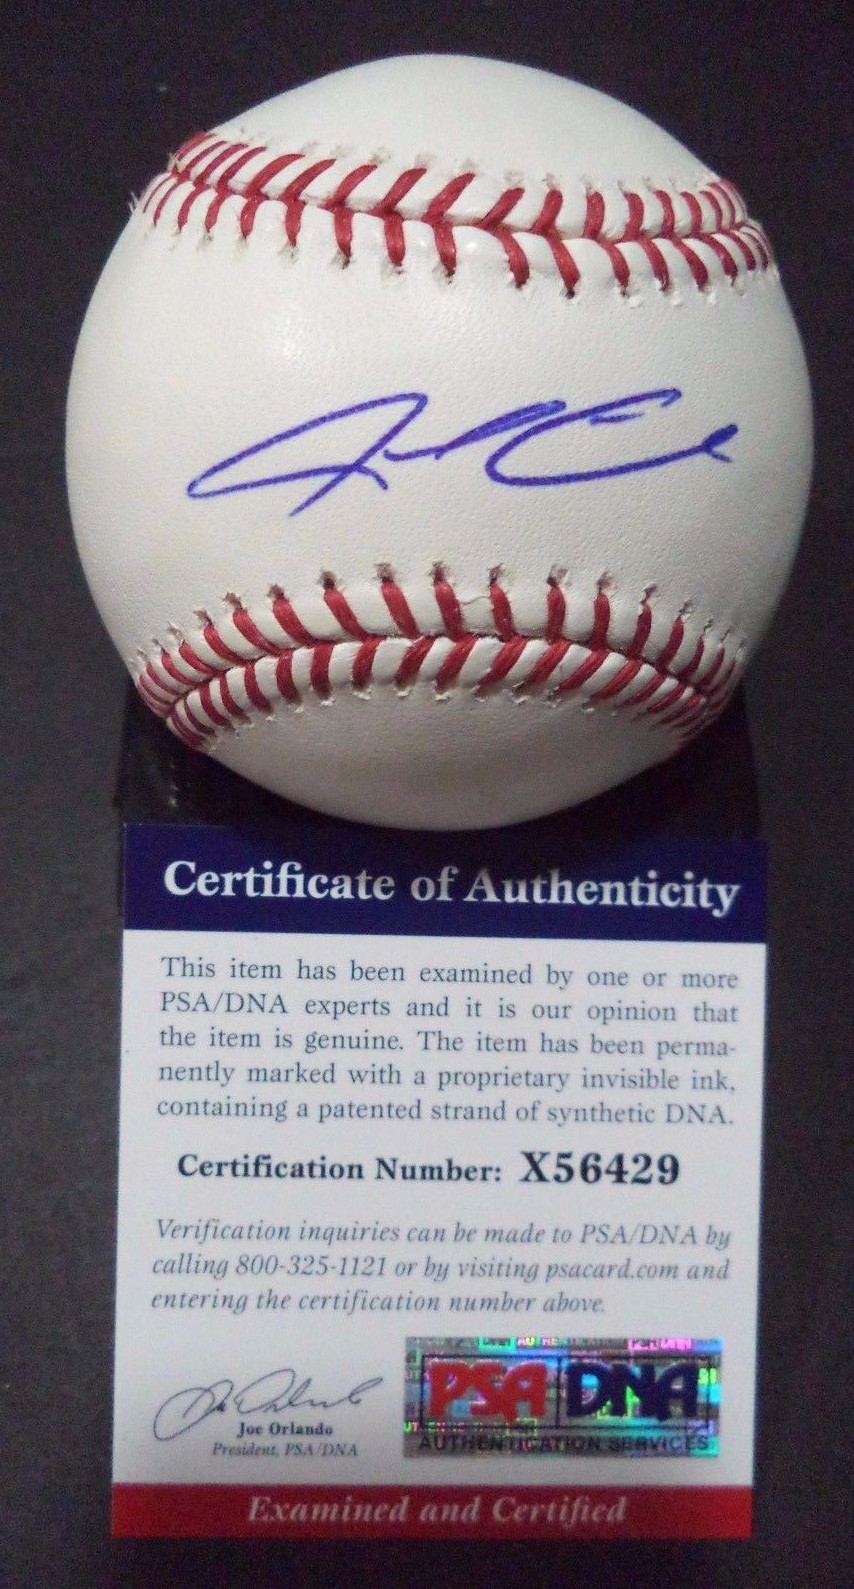 Certificate of Authenticity
This item has been examined by one or more
PSA/DNA experts and it is our opinion that
the item is genuine. The item has been perma-
nently marked with a proprietary invisible ink,
containing a patented strand of synthetic DNA.
Certification Number: X56429
Verification inquiries can be made to PSA/DNA by
calling 800-325-1121 or by visiting psacard.com and
entering the certification number above.
Joe Orlando
President, PSA/DNA
PSA DNA
AUTHENTICATION SERVICES
Examined and Certified